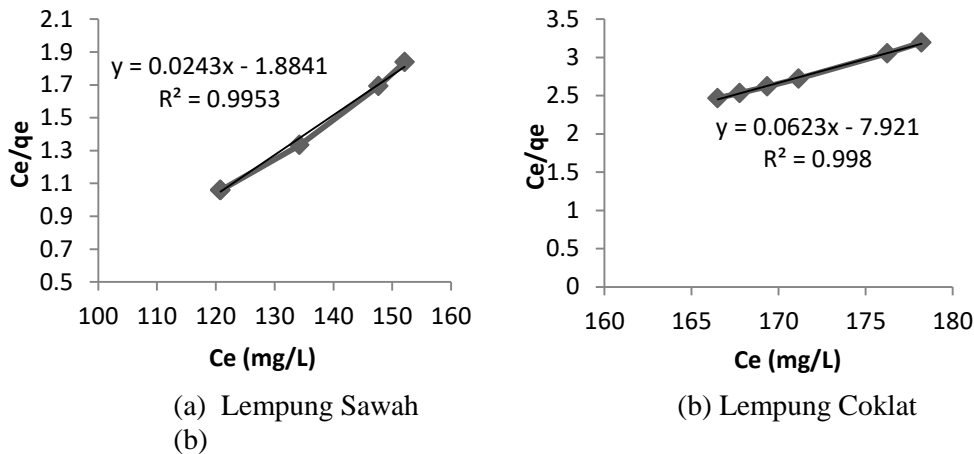 2.1
1.9
1.7
1.5
1.3
1.1
0.9
0.7
0.5
Ce/qe
y = 0.0243x - 1.8841
R² = 0.9953
100 110 120 130 140 150 160
Ce (mg/L)
(a) Lempung Sawah
(b)
3.5
3
2.5
2
1.5
1
0.5
0
Ce/qe
y = 0.0623x - 7.921
R² = 0.998
160 165 170 175 180
Ce (mg/L)
(b) Lempung Coklat